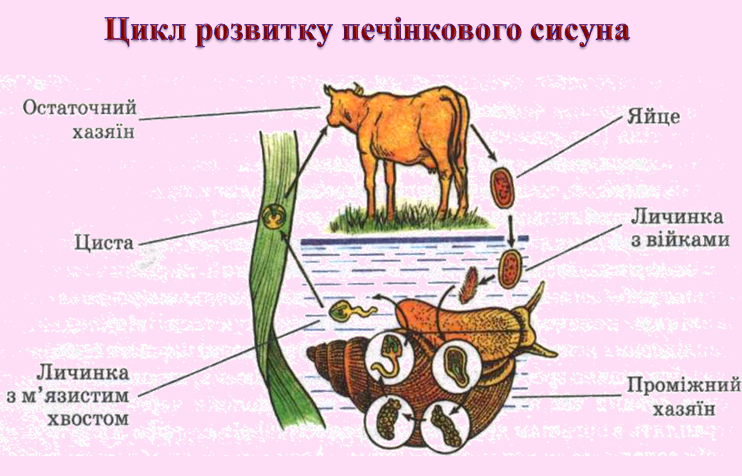 Цикл розвитку печінкового сисуна
Остаточний
хазяїн
Яйце
Личинка
з війками
Циста
Личинка
з м’язистим
хвостом
Проміжний
хазяїн